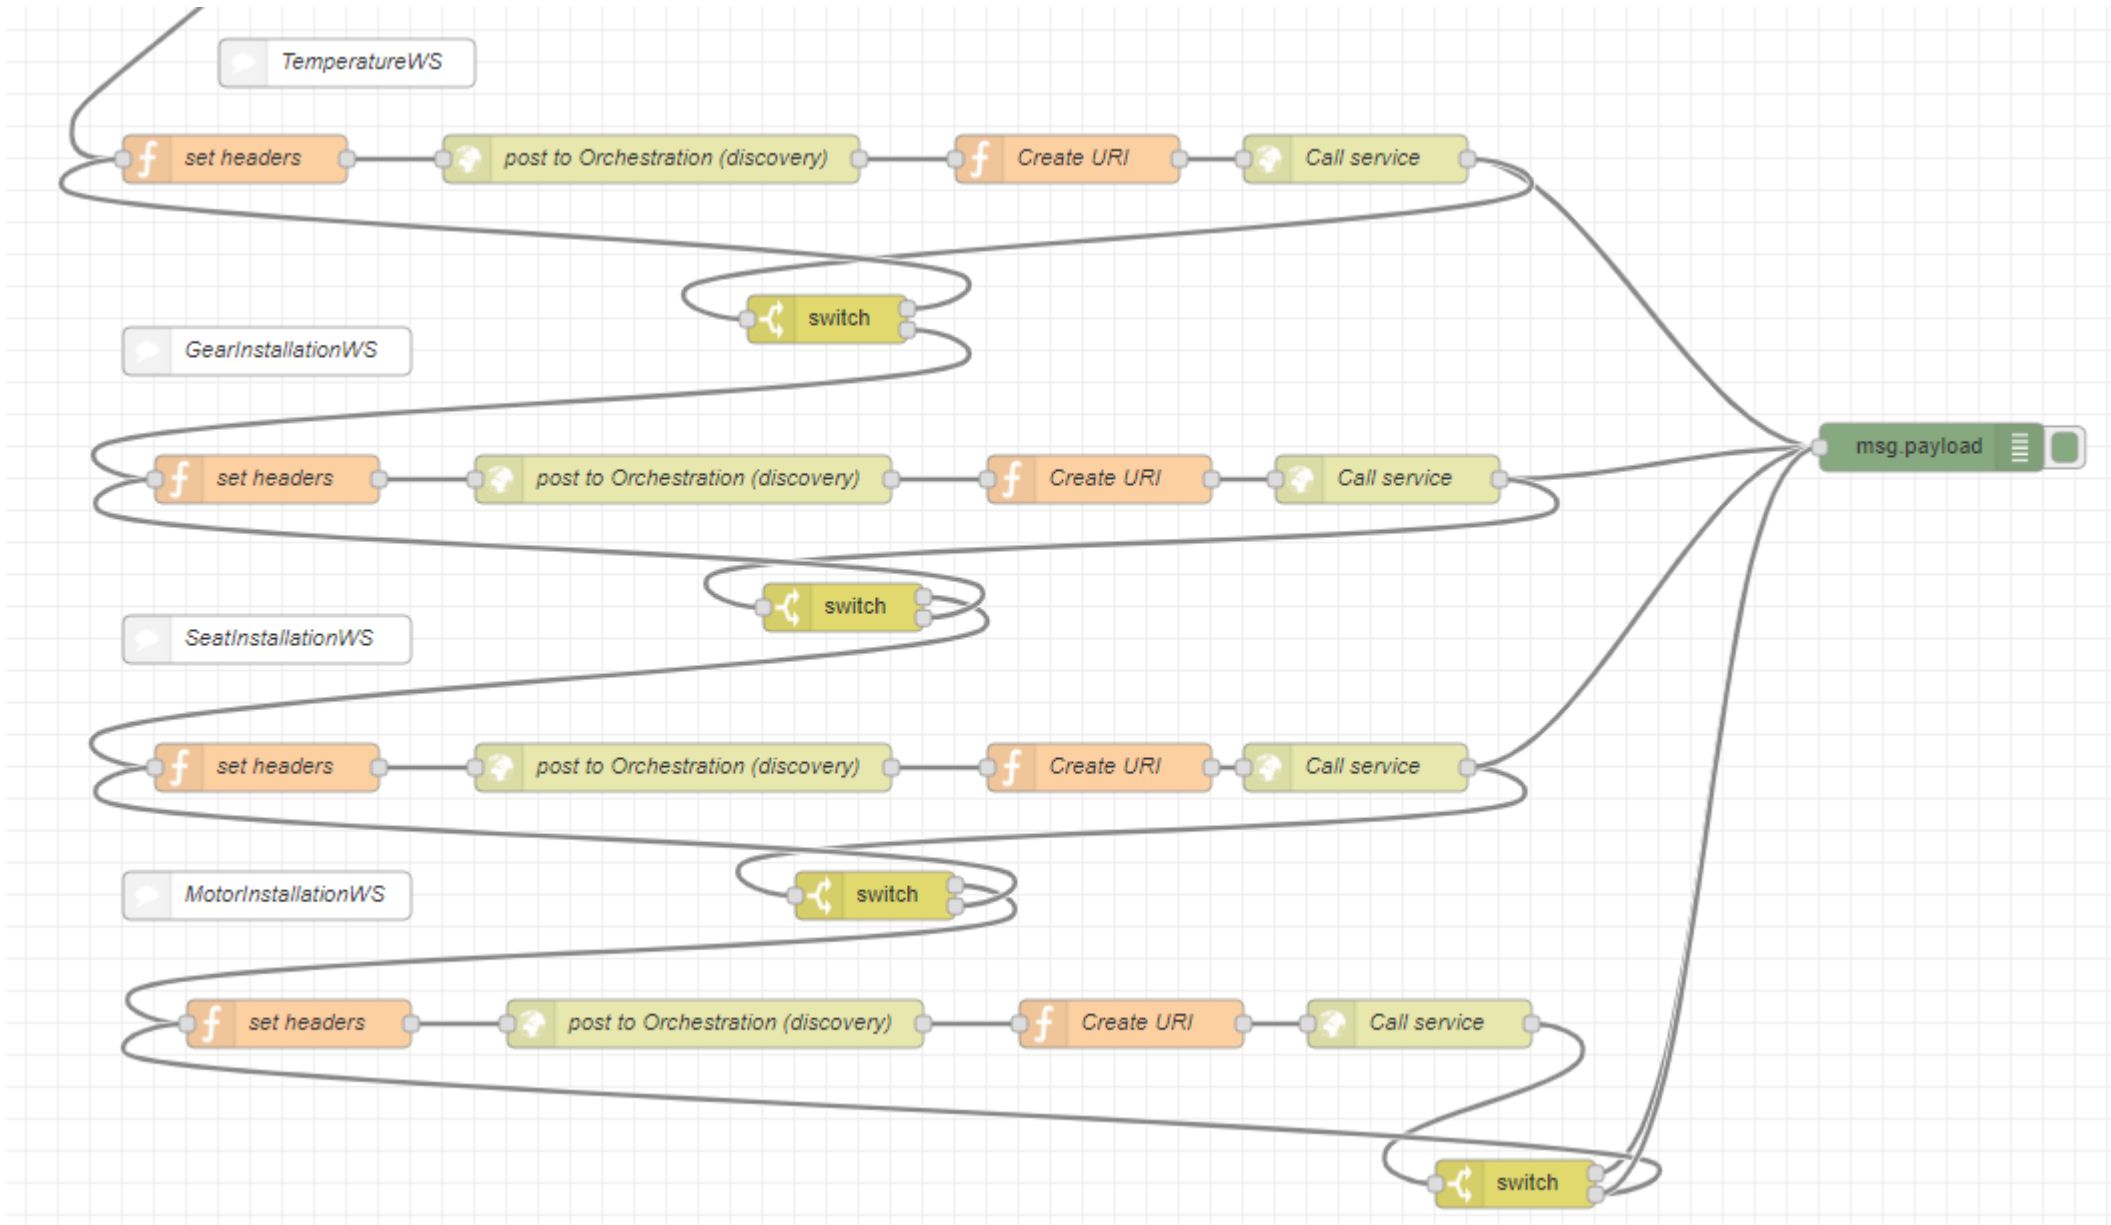 TemperatureWS
set headers
post to Orchestration (discovery)
Create URI
Call service
switch
GearInstallationWS
msg.payload
set headers
post to Orchestration (discovery)
Create URI
Call service
switch
SeatInstallationWS
set headers
post to Orchestration (discovery)
Create URI
Call service
switch
MotorInstallationWS
set headers
post to Orchestration (discovery)
Create URI
Call service
switch